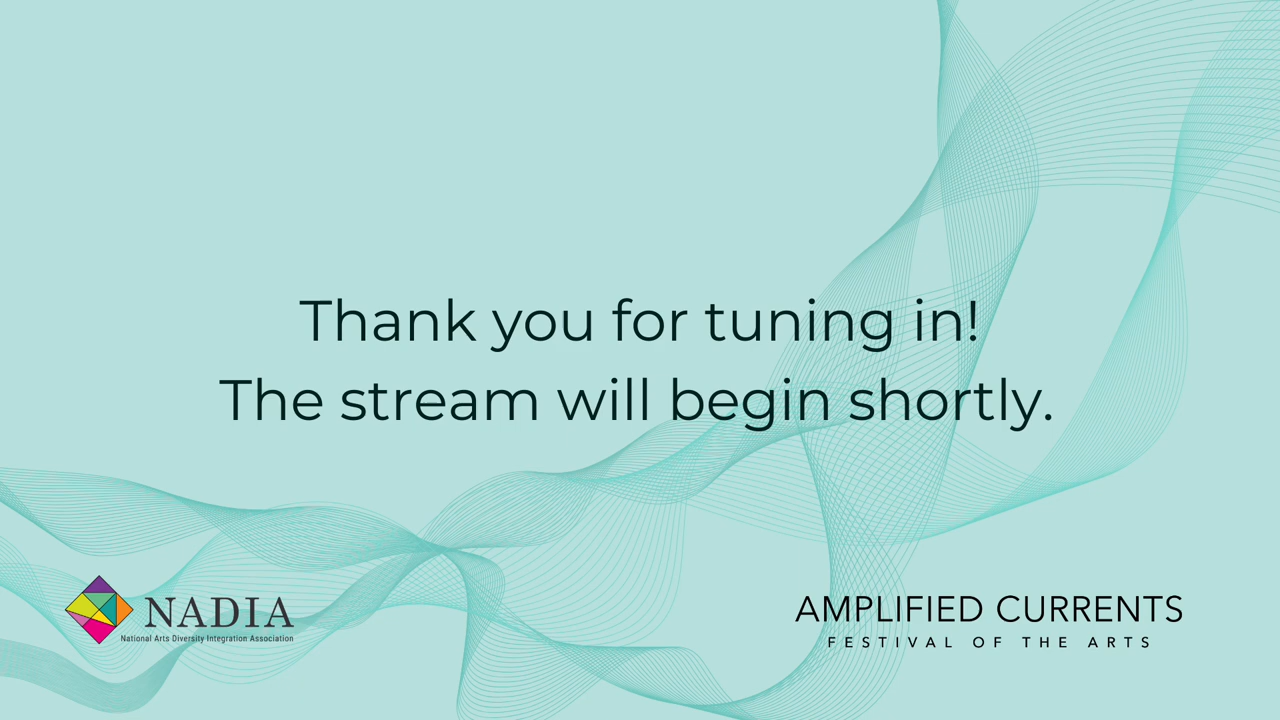 Thank you for tuning in!
The stream will begin shortly.
NADIA
National Arts Diversity Integration Association
AMPLIFIED CURRENTS
FESTIVAL OF THE ARTS